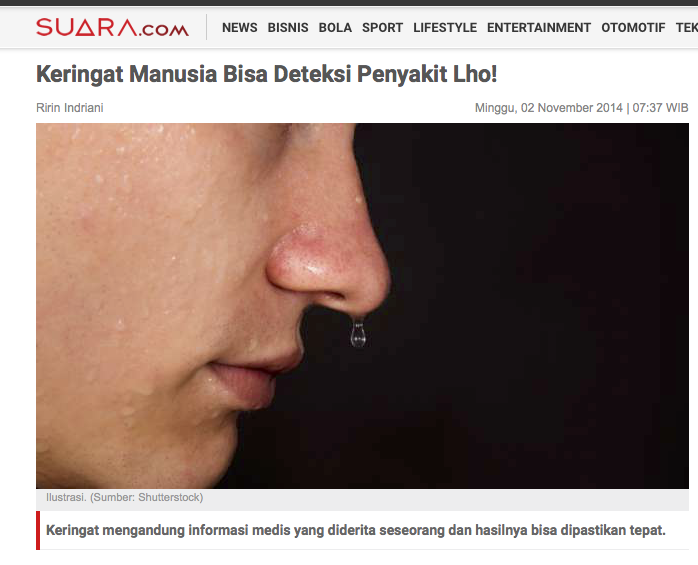 SUARA.COM NEWS BISNIS BOLA SPORT LIFESTYLE ENTERTAINMENT OTOMOTIF TEK
Keringat Manusia Bisa Deteksi Penyakit Lho!
Ririn Indriani Minggu, 02 November 2014 | 07:37 WIB
Ilustrasi. (Sumber: Shutterstock)
Keringat mengandung informasi medis yang diderita seseorang dan hasilnya bisa dipastikan tepat.